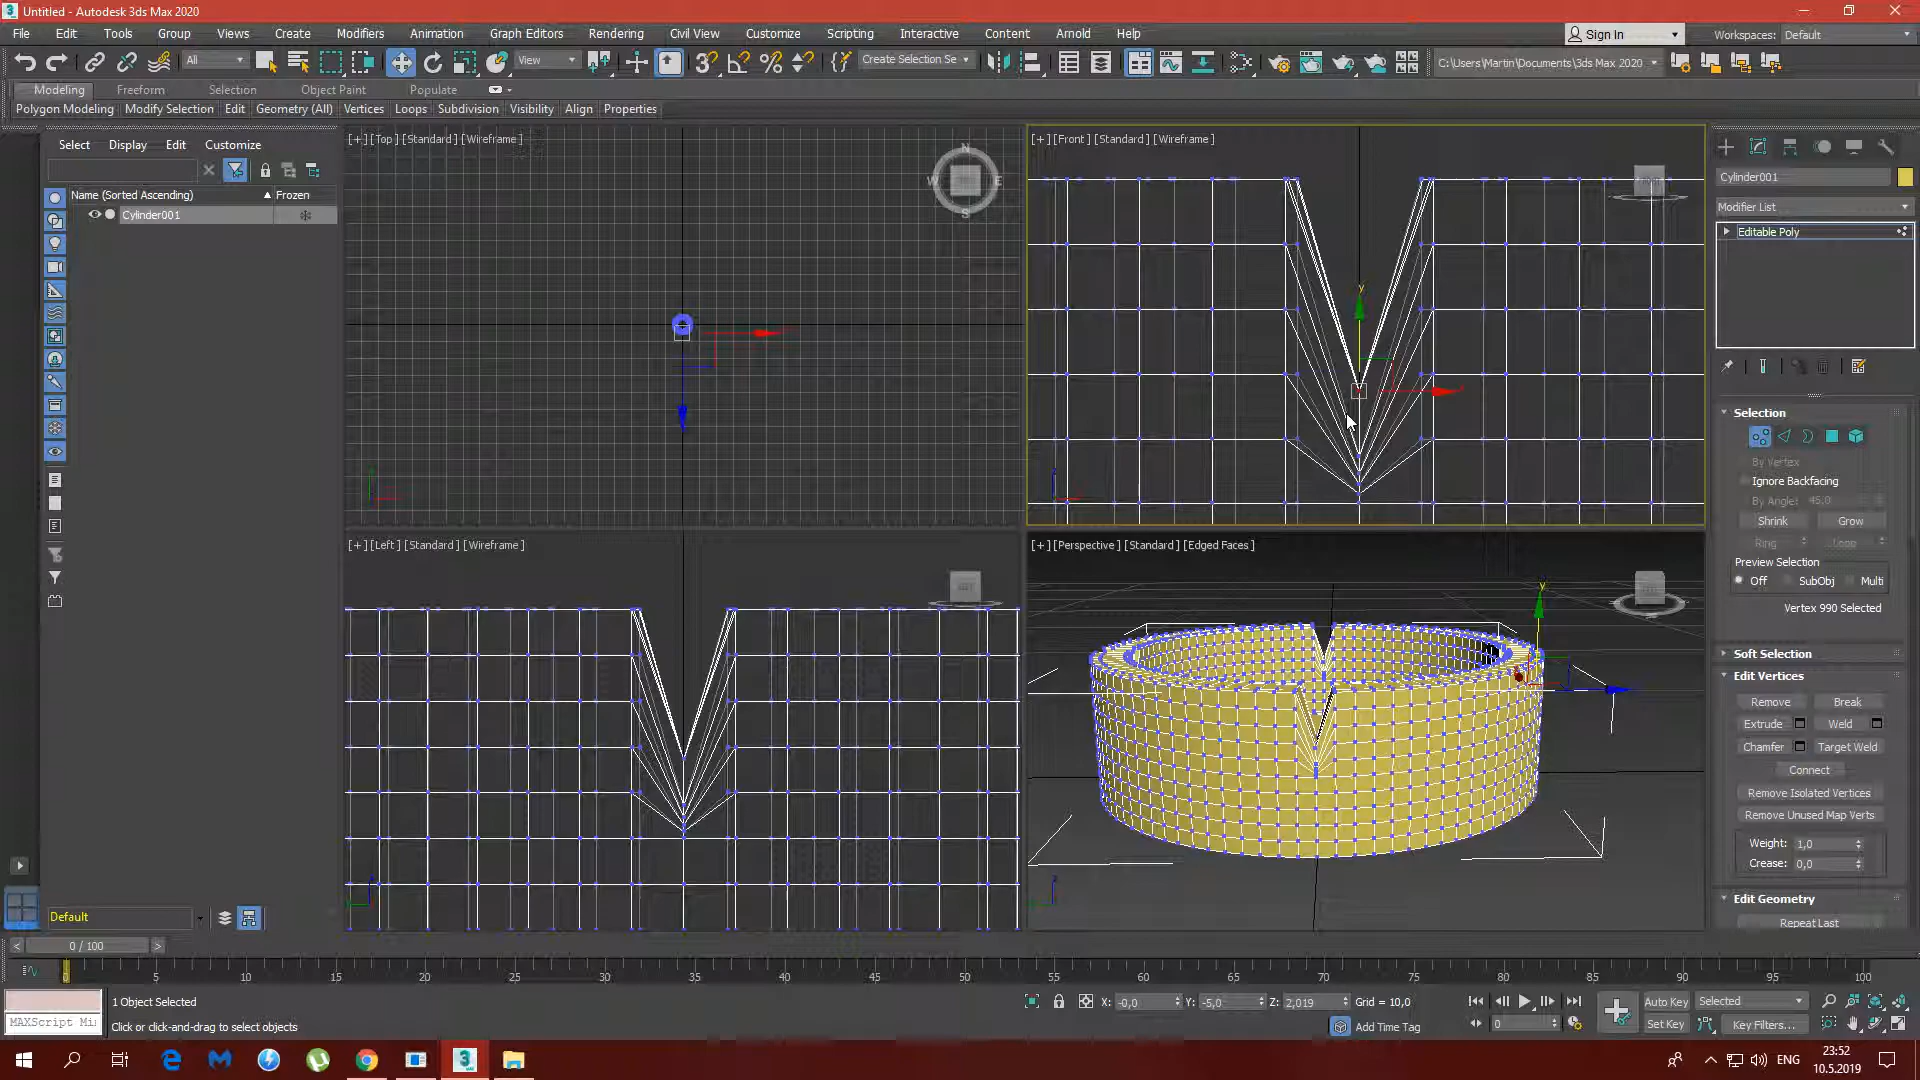 Untitled - Autodesk 3ds Max 2020
File Edit Tools Group Views Create Modifiers Animation Graph Editors Rendering Civil View Customize Scripting Interactive Content Arnold Help
Sign In
Workspaces: Default
All
View
Create Selection Se
C:\Users\Martin\Documents\3ds Max 2020
Modeling Freeform Selection Object Paint Populate
Polygon Modeling Modify Selection Edit Geometry (All) Vertices Loops Subdivision Visibility Align Properties
Select Display Edit Customize
Name (Sorted Ascending) Frozen
Cylinder001
[+] [Top] [Standard] [Wireframe]
N
W E
S
[+] [Front] [Standard] [Wireframe]
y
[+] [Left] [Standard] [Wireframe]
[+] [Perspective] [Standard] [Edged Faces]
y
Cylinder001
Modifier List
Editable Poly
Selection
By Vertex
Ignore Backfacing
By Angle: 45.0
Shrink Grow
Ring Loop
Preview Selection
Off SubObj Multi
Vertex 990 Selected
Soft Selection
Edit Vertices
Remove Break
Extrude Weld
Chamfer Target Weld
Connect
Remove Isolated Vertices
Remove Unused Map Verts
Weight: 1,0
Crease: 0,0
Edit Geometry
Repeat Last
Default
< 0 / 100 >
0 5 10 15 20 25 30 35 40 45 50 55 60 65 70 75 80 85 90 95 100
1 Object Selected
X: -0,0 Y: -5,0 Z: 2,019 Grid = 10,0
Auto Key Selected
MAXScript Mi
Click or click-and-drag to select objects
Add Time Tag
0
Set Key Key Filters...
ENG
23:52
10.5.2019